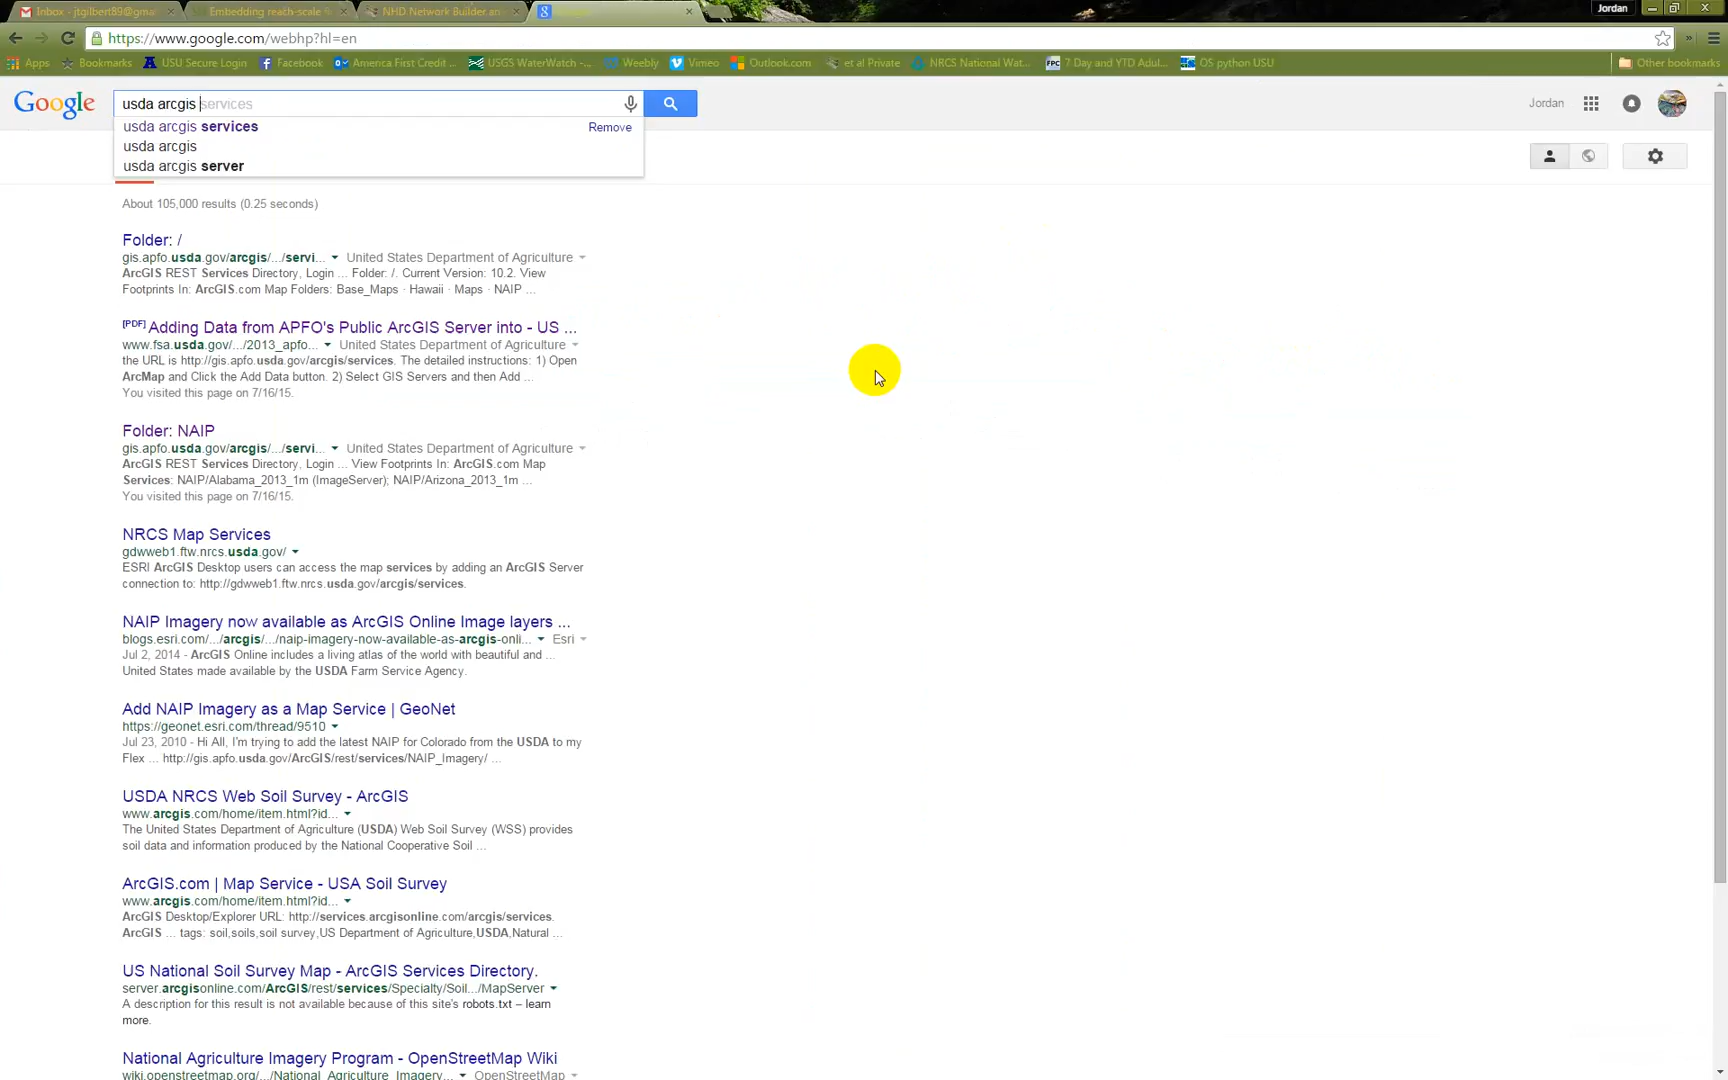 Inbox - jtgilbert89@gma
Embedding reach-scale
NHD Network Builder an
Jordan
https://www.google.com/webhp?hl=en
Apps Bookmarks USU Secure Login Facebook America First Credit ... USGS WaterWatch -... Weebly Vimeo Outlook.com et al Private NRCS National Wat... FPC 7 Day and YTD Adul... OS python USU Other bookmarks
Google usda arcgis services Jordan
usda arcgis services Remove
usda arcgis
usda arcgis server
About 105,000 results (0.25 seconds)
Folder: /
gis.apfo.usda.gov/arcgis/.../servi... United States Department of Agriculture
ArcGIS REST Services Directory, Login ... Folder: /. Current Version: 10.2. View
Footprints In: ArcGIS.com Map Folders: Base_Maps · Hawaii · Maps · NAIP ...
[PDF] Adding Data from APFO's Public ArcGIS Server into - US ...
www.fsa.usda.gov/.../2013_apfo... United States Department of Agriculture
the URL is http://gis.apfo.usda.gov/arcgis/services. The detailed instructions: 1) Open
ArcMap and Click the Add Data button. 2) Select GIS Servers and then Add ...
You visited this page on 7/16/15.
Folder: NAIP
gis.apfo.usda.gov/arcgis/.../servi... United States Department of Agriculture
ArcGIS REST Services Directory, Login ... View Footprints In: ArcGIS.com Map
Services: NAIP/Alabama_2013_1m (ImageServer); NAIP/Arizona_2013_1m ...
You visited this page on 7/16/15.
NRCS Map Services
gdwweb1.ftw.nrcs.usda.gov/
ESRI ArcGIS Desktop users can access the map services by adding an ArcGIS Server
connection to: http://gdwweb1.ftw.nrcs.usda.gov/arcgis/services.
NAIP Imagery now available as ArcGIS Online Image layers ...
blogs.esri.com/.../arcgis/.../naip-imagery-now-available-as-arcgis-onli... Esri
Jul 2, 2014 - ArcGIS Online includes a living atlas of the world with beautiful and ...
United States made available by the USDA Farm Service Agency.
Add NAIP Imagery as a Map Service | GeoNet
https://geonet.esri.com/thread/9510
Jul 23, 2010 - Hi All, I'm trying to add the latest NAIP for Colorado from the USDA to my
Flex ... http://gis.apfo.usda.gov/ArcGIS/rest/services/NAIP_Imagery/ ...
USDA NRCS Web Soil Survey - ArcGIS
www.arcgis.com/home/item.html?id...
The United States Department of Agriculture (USDA) Web Soil Survey (WSS) provides
soil data and information produced by the National Cooperative Soil ...
ArcGIS.com | Map Service - USA Soil Survey
www.arcgis.com/home/item.html?id...
ArcGIS Desktop/Explorer URL: http://services.arcgisonline.com/arcgis/services.
ArcGIS ... tags: soil,soils,soil survey,US Department of Agriculture,USDA,Natural ...
US National Soil Survey Map - ArcGIS Services Directory.
server.arcgisonline.com/ArcGIS/rest/services/Specialty/Soil.../MapServer
A description for this result is not available because of this site's robots.txt – learn
more.
National Agriculture Imagery Program - OpenStreetMap Wiki
wiki.openstreetmap.org/.../National_Agriculture_Imagery... OpenStreetMap